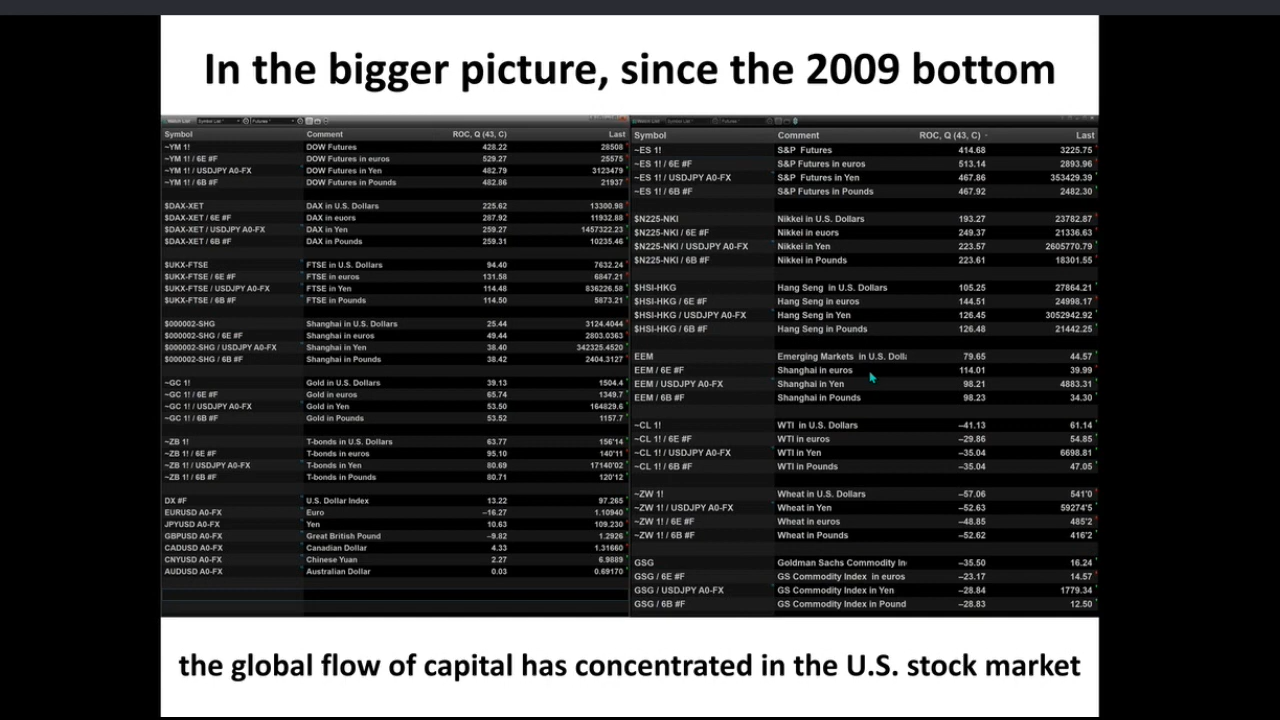 In the bigger picture, since the 2009 bottom
Symbol Comment ROC, Q (43, C) Last
~YM 1! DOW Futures 428.22 28508
~YM 1! / 6E #F DOW Futures in euros 529.27 25575
~YM 1! / USDJPY A0-FX DOW Futures in Yen 482.79 3123479
~YM 1! / 6B #F DOW Futures in Pounds 482.86 21937
$DAX-XET DAX in U.S. Dollars 225.62 13300.98
$DAX-XET / 6E #F DAX in euors 287.92 11932.88
$DAX-XET / USDJPY A0-FX DAX in Yen 259.27 1457322.23
$DAX-XET / 6B #F DAX in Pounds 259.31 10235.46
$UKX-FTSE FTSE in U.S. Dollars 94.40 7632.24
$UKX-FTSE / 6E #F FTSE in euros 131.58 6847.21
$UKX-FTSE / USDJPY A0-FX FTSE in Yen 114.48 836226.58
$UKX-FTSE / 6B #F FTSE in Pounds 114.50 5873.21
$000002-SHG Shanghai in U.S. Dollars 25.44 3124.4044
$000002-SHG / 6E #F Shanghai in euros 49.44 2803.0363
$000002-SHG / USDJPY A0-FX Shanghai in Yen 38.40 342325.4520
$000002-SHG / 6B #F Shanghai in Pounds 38.42 2404.3127
~GC 1! Gold in U.S. Dollars 39.13 1504.4
~GC 1! / 6E #F Gold in euros 65.74 1349.7
~GC 1! / USDJPY A0-FX Gold in Yen 53.50 164829.6
~GC 1! / 6B #F Gold in Pounds 53.52 1157.7
~ZB 1! T-bonds in U.S. Dollars 63.77 156'14
~ZB 1! / 6E #F T-bonds in euros 95.10 140'11
~ZB 1! / USDJPY A0-FX T-bonds in Yen 80.69 17140'02
~ZB 1! / 6B #F T-bonds in Pounds 80.71 120'12
DX #F U.S. Dollar Index 13.22 97.265
EURUSD A0-FX Euro −16.27 1.10940
JPYUSD A0-FX Yen 10.63 109.230
GBPUSD A0-FX Great British Pound −9.82 1.2926
CADUSD A0-FX Canadian Dollar 4.33 1.31660
CNYUSD A0-FX Chinese Yuan 2.27 6.9889
AUDUSD A0-FX Australian Dollar 0.03 0.69170
Symbol Comment ROC, Q (43, C) Last
~ES 1! S&P Futures 414.68 3225.75
~ES 1! / 6E #F S&P Futures in euros 513.14 2893.96
~ES 1! / USDJPY A0-FX S&P Futures in Yen 467.86 353429.39
~ES 1! / 6B #F S&P Futures in Pounds 467.92 2482.30
$N225-NKI Nikkei in U.S. Dollars 193.27 23782.87
$N225-NKI / 6E #F Nikkei in euors 249.37 21336.63
$N225-NKI / USDJPY A0-FX Nikkei in Yen 223.57 2605770.79
$N225-NKI / 6B #F Nikkei in Pounds 223.61 18301.55
$HSI-HKG Hang Seng in U.S. Dollars 105.25 27864.21
$HSI-HKG / 6E #F Hang Seng in euros 144.51 24998.17
$HSI-HKG / USDJPY A0-FX Hang Seng in Yen 126.45 3052942.92
$HSI-HKG / 6B #F Hang Seng in Pounds 126.48 21442.25
EEM Emerging Markets in U.S. Dolla 79.65 44.57
EEM / 6E #F Shanghai in euros 114.01 39.99
EEM / USDJPY A0-FX Shanghai in Yen 98.21 4883.31
EEM / 6B #F Shanghai in Pounds 98.23 34.30
~CL 1! WTI in U.S. Dollars −41.13 61.14
~CL 1! / 6E #F WTI in euros −29.86 54.85
~CL 1! / USDJPY A0-FX WTI in Yen −35.04 6698.81
~CL 1! / 6B #F WTI in Pounds −35.04 47.05
~ZW 1! Wheat in U.S. Dollars −57.06 541'0
~ZW 1! / USDJPY A0-FX Wheat in Yen −52.63 59274'5
~ZW 1! / 6E #F Wheat in euros −48.85 485'2
~ZW 1! / 6B #F Wheat in Pounds −52.62 416'2
GSG Goldman Sachs Commodity In −35.50 16.24
GSG / 6E #F GS Commodity Index in euros −23.17 14.57
GSG / USDJPY A0-FX GS Commodity Index in Yen −28.84 1779.34
GSG / 6B #F GS Commodity Index in Pound −28.83 12.50
the global flow of capital has concentrated in the U.S. stock market